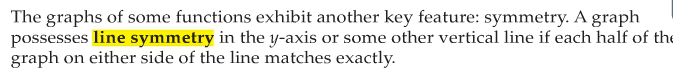 The graphs of some functions exhibit another key feature: symmetry. A graph
possesses line symmetry in the y-axis or some other vertical line if each half of the
graph on either side of the line matches exactly.